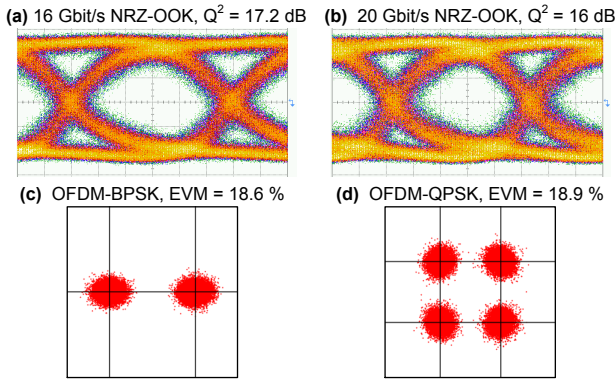 (a) 16 Gbit/s NRZ-OOK, Q² = 17.2 dB
(b) 20 Gbit/s NRZ-OOK, Q² = 16 dB
(c) OFDM-BPSK, EVM = 18.6 %
(d) OFDM-QPSK, EVM = 18.9 %